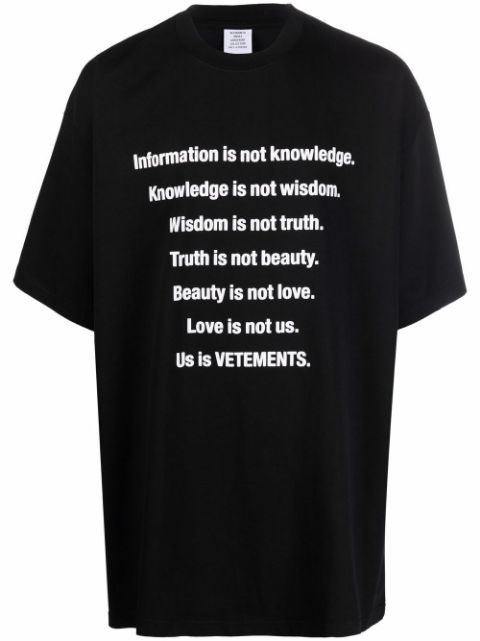 Information is not knowledge.
Knowledge is not wisdom.
Wisdom is not truth.
Truth is not beauty.
Beauty is not love.
Love is not us.
Us is VETEMENTS.